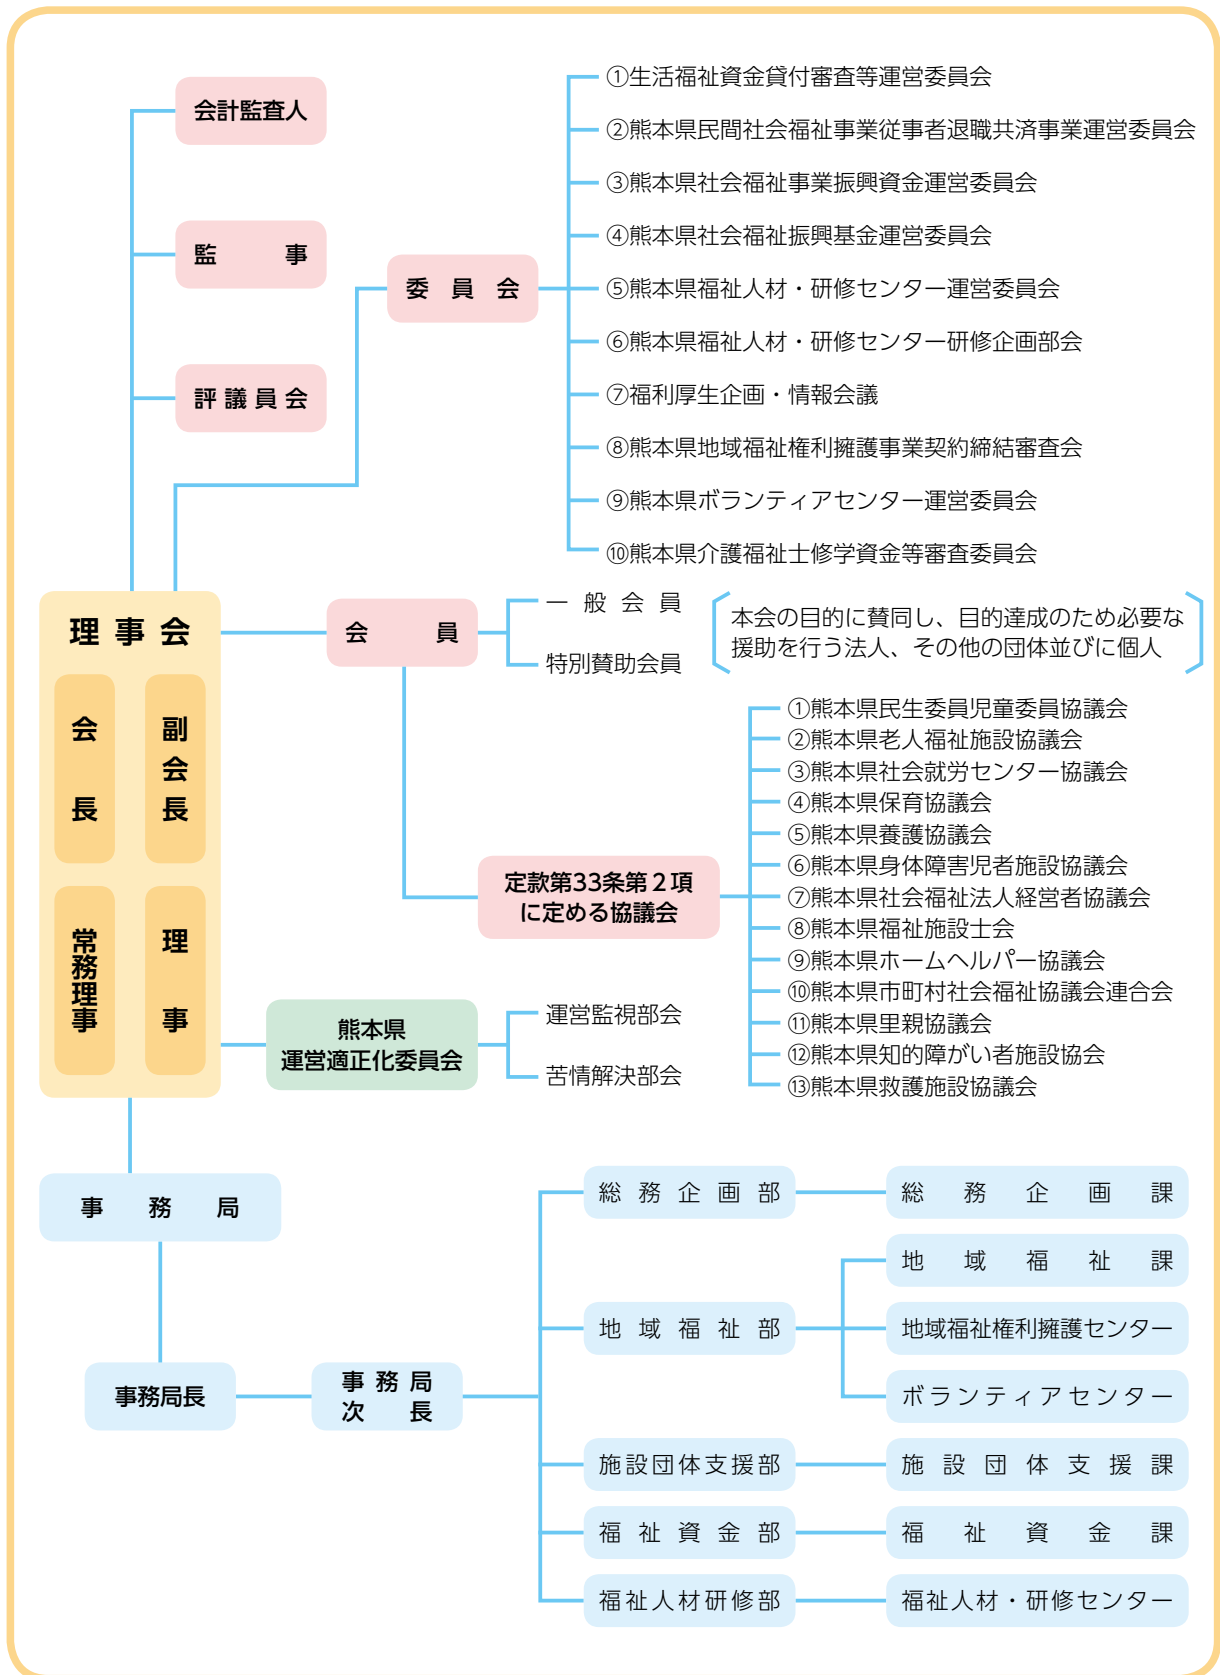 会計監査人
監事
評議員会
委員会
①生活福祉資金貸付審査等運営委員会
②熊本県民間社会福祉事業従事者退職共済事業運営委員会
③熊本県社会福祉事業振興資金運営委員会
④熊本県社会福祉振興基金運営委員会
⑤熊本県福祉人材・研修センター運営委員会
⑥熊本県福祉人材・研修センター研修企画部会
⑦福利厚生企画・情報会議
⑧熊本県地域福祉権利擁護事業契約締結審査会
⑨熊本県ボランティアセンター運営委員会
⑩熊本県介護福祉士修学資金等審査委員会
理事会
会長
副会長
常務理事
理事
会員
一般会員
特別賛助会員
本会の目的に賛同し、目的達成のため必要な
援助を行う法人、その他の団体並びに個人
定款第33条第2項
に定める協議会
①熊本県民生委員児童委員協議会
②熊本県老人福祉施設協議会
③熊本県社会就労センター協議会
④熊本県保育協議会
⑤熊本県養護協議会
⑥熊本県身体障害児者施設協議会
⑦熊本県社会福祉法人経営者協議会
⑧熊本県福祉施設士会
⑨熊本県ホームヘルパー協議会
⑩熊本県市町村社会福祉協議会連合会
⑪熊本県里親協議会
⑫熊本県知的障がい者施設協会
⑬熊本県救護施設協議会
熊本県
運営適正化委員会
運営監視部会
苦情解決部会
事務局
事務局長
事務局
次長
総務企画部
総務企画課
地域福祉部
地域福祉課
地域福祉権利擁護センター
ボランティアセンター
施設団体支援部
施設団体支援課
福祉資金部
福祉資金課
福祉人材研修部
福祉人材・研修センター